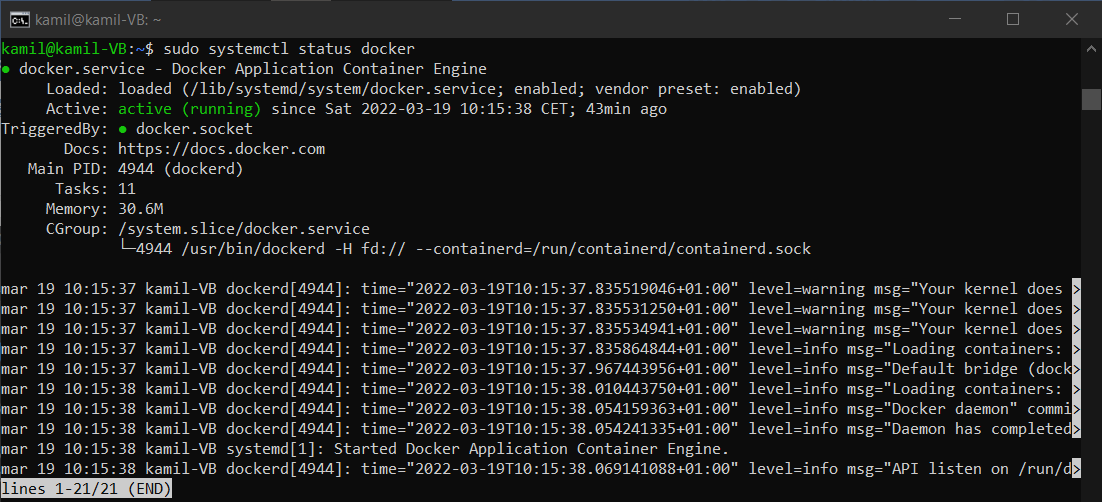 kamil@kamil-VB: ~
kamil@kamil-VB:~$ sudo systemctl status docker
● docker.service - Docker Application Container Engine
     Loaded: loaded (/lib/systemd/system/docker.service; enabled; vendor preset: enabled)
     Active: active (running) since Sat 2022-03-19 10:15:38 CET; 43min ago
TriggeredBy: ● docker.socket
       Docs: https://docs.docker.com
   Main PID: 4944 (dockerd)
      Tasks: 11
     Memory: 30.6M
     CGroup: /system.slice/docker.service
             └─4944 /usr/bin/dockerd -H fd:// --containerd=/run/containerd/containerd.sock
mar 19 10:15:37 kamil-VB dockerd[4944]: time="2022-03-19T10:15:37.835519046+01:00" level=warning msg="Your kernel does >
mar 19 10:15:37 kamil-VB dockerd[4944]: time="2022-03-19T10:15:37.835531250+01:00" level=warning msg="Your kernel does >
mar 19 10:15:37 kamil-VB dockerd[4944]: time="2022-03-19T10:15:37.835534941+01:00" level=warning msg="Your kernel does >
mar 19 10:15:37 kamil-VB dockerd[4944]: time="2022-03-19T10:15:37.835864844+01:00" level=info msg="Loading containers: >
mar 19 10:15:37 kamil-VB dockerd[4944]: time="2022-03-19T10:15:37.967443956+01:00" level=info msg="Default bridge (dock>
mar 19 10:15:38 kamil-VB dockerd[4944]: time="2022-03-19T10:15:38.010443750+01:00" level=info msg="Loading containers: >
mar 19 10:15:38 kamil-VB dockerd[4944]: time="2022-03-19T10:15:38.054159363+01:00" level=info msg="Docker daemon" commi>
mar 19 10:15:38 kamil-VB dockerd[4944]: time="2022-03-19T10:15:38.054241335+01:00" level=info msg="Daemon has completed>
mar 19 10:15:38 kamil-VB systemd[1]: Started Docker Application Container Engine.
mar 19 10:15:38 kamil-VB dockerd[4944]: time="2022-03-19T10:15:38.069141088+01:00" level=info msg="API listen on /run/d>
lines 1-21/21 (END)